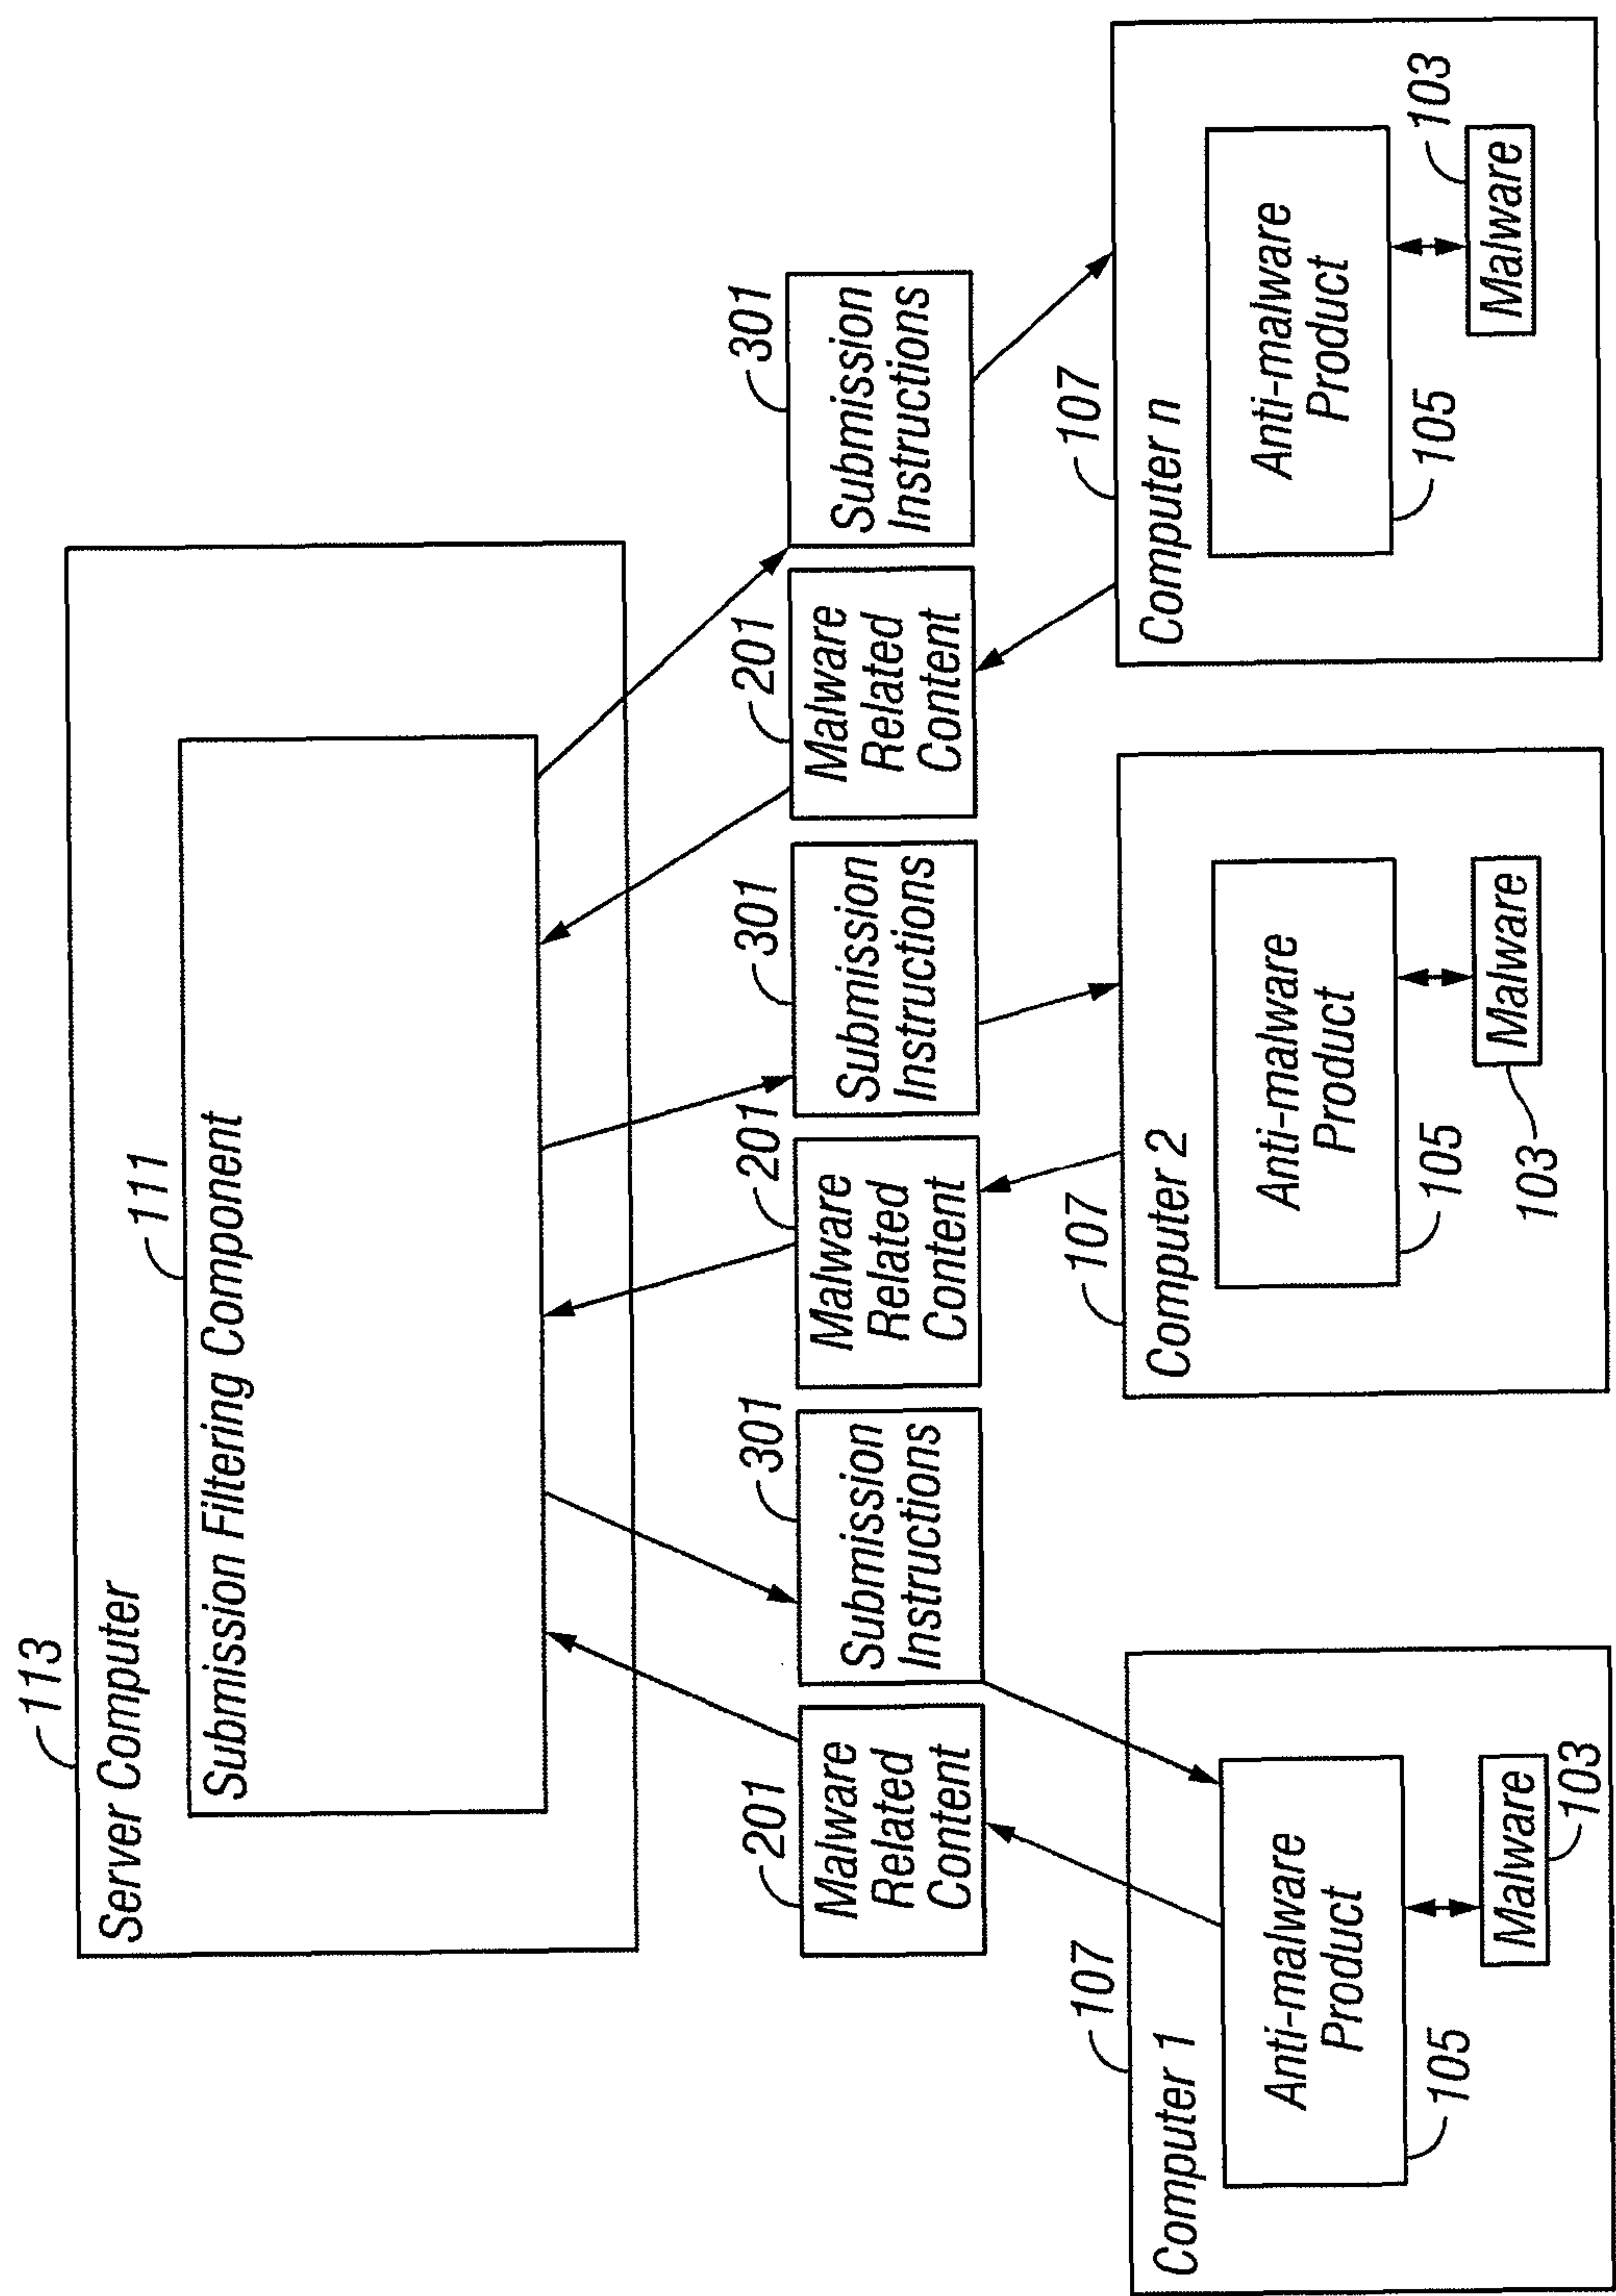 113
Server Computer
111
Submission Filtering Component
201
Malware
Related
Content
301
Submission
Instructions
201
Malware
Related
Content
301
Submission
Instructions
201
Malware
Related
Content
301
Submission
Instructions
107
Computer 1
Anti-malware
Product
105
Malware
103
107
Computer 2
Anti-malware
Product
105
Malware
103
107
Computer n
Anti-malware
Product
105
Malware
103